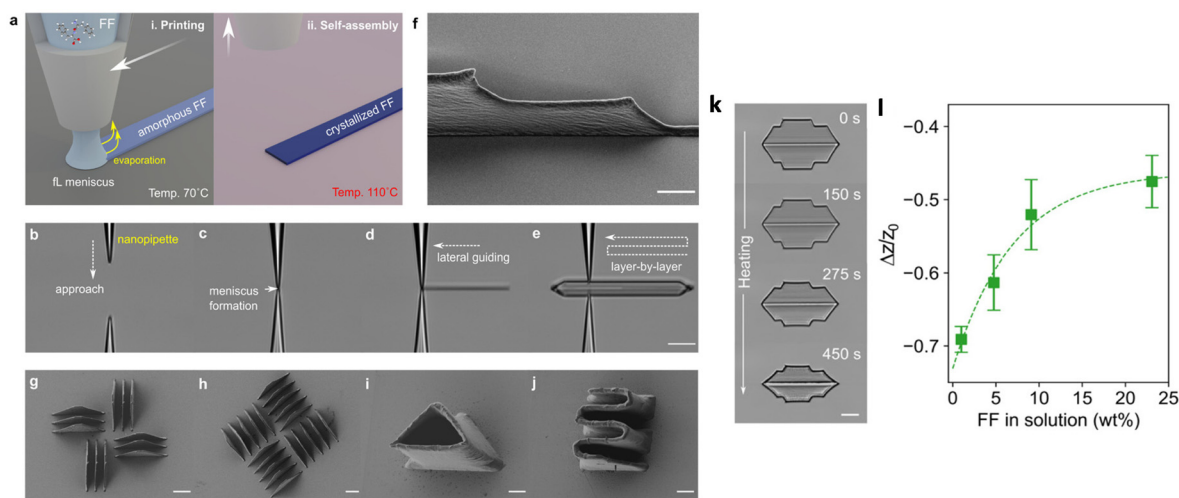 a
FF
i. Printing
amorphous FF
evaporation
fL meniscus
Temp. 70°C
ii. Self-assembly
crystallized FF
Temp. 110°C
f
b
nanopipette
approach
c
meniscus
formation
d
lateral guiding
e
layer-by-layer
g
h
i
j
k
0 s
150 s
275 s
450 s
Heating
l
Δz/z0
−0.4
−0.5
−0.6
−0.7
0
5
10
15
20
25
FF in solution (wt%)